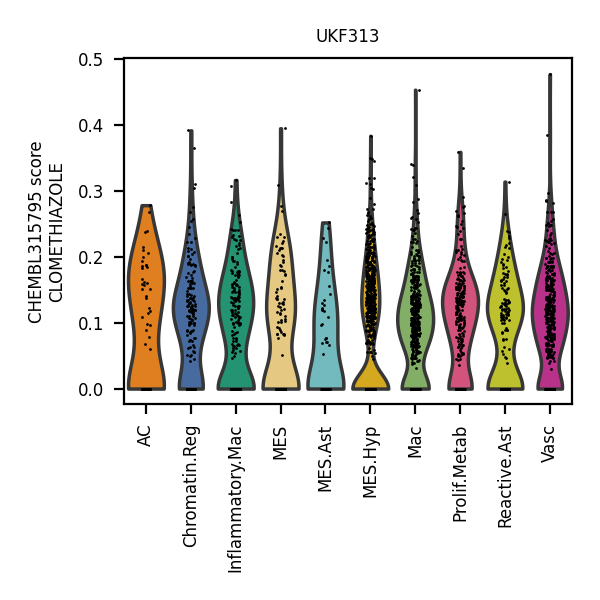 UKF313
CHEMBL315795 score
CLOMETHIAZOLE
0.5
0.4
0.3
0.2
0.1
0.0
AC
Chromatin.Reg
Inflammatory.Mac
MES
MES.Ast
MES.Hyp
Mac
Prolif.Metab
Reactive.Ast
Vasc